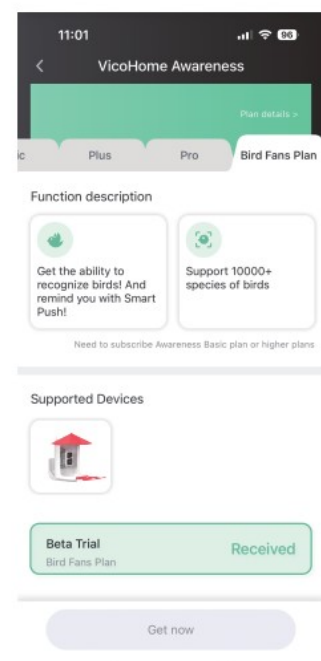 11:01
96
VicoHome Awareness
Plan details >
ic
Plus
Pro
Bird Fans Plan
Function description
Get the ability to
recognize birds! And
remind you with Smart
Push!
Support 10000+
species of birds
Need to subscribe Awareness Basic plan or higher plans
Supported Devices
Beta Trial
Bird Fans Plan
Received
Get now